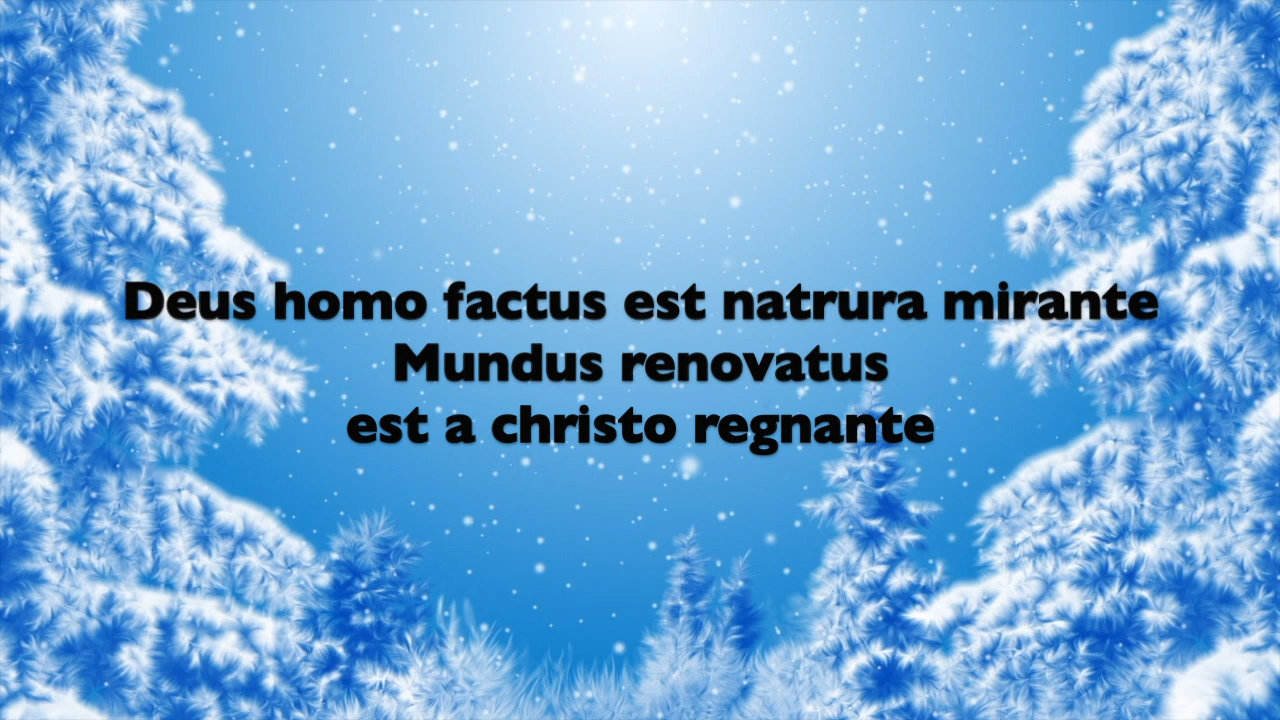 Deus homo factus est natrura mirante
Mundus renovatus
est a christo regnante